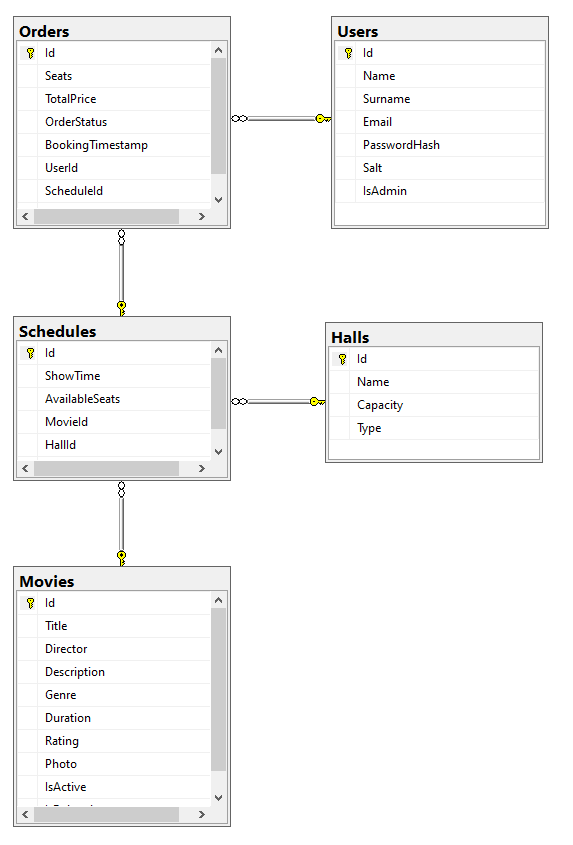 Orders
Id
Seats
TotalPrice
OrderStatus
BookingTimestamp
UserId
ScheduleId
Users
Id
Name
Surname
Email
PasswordHash
Salt
IsAdmin
Schedules
Id
ShowTime
AvailableSeats
MovieId
HallId
Halls
Id
Name
Capacity
Type
Movies
Id
Title
Director
Description
Genre
Duration
Rating
Photo
IsActive